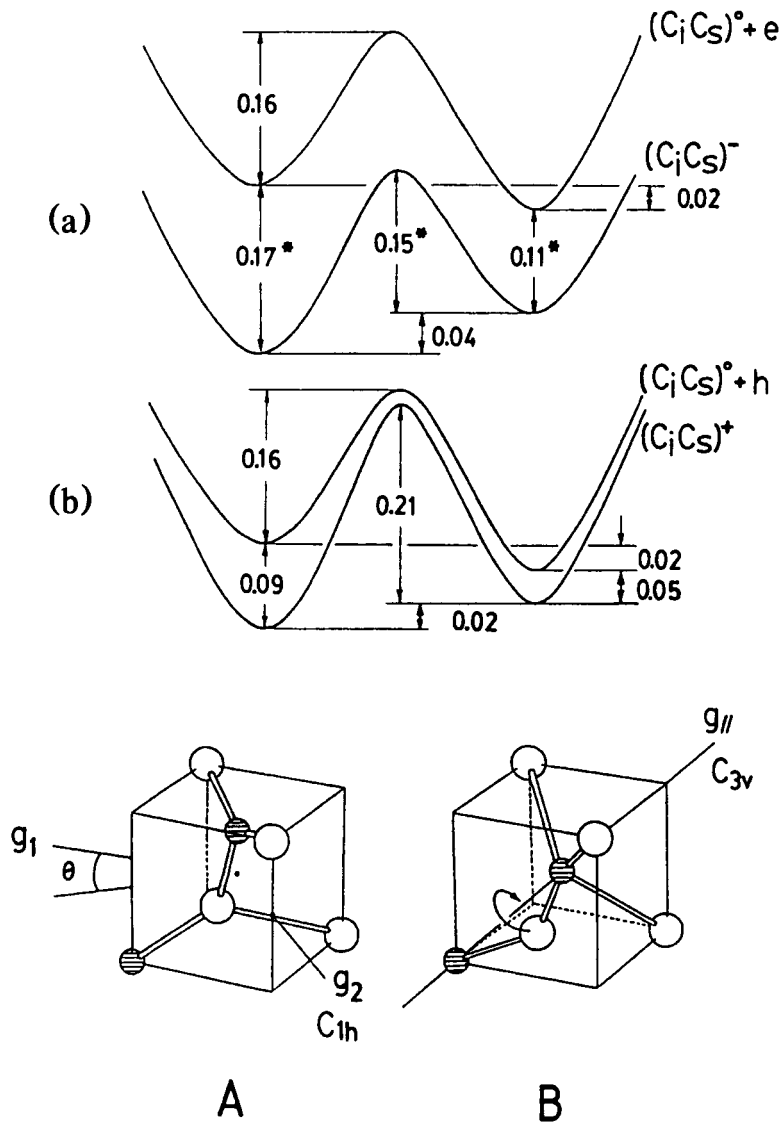 (CᵢCₛ)° + e
0.16
(CᵢCₛ)⁻
0.02
(a)
0.17*
0.15*
0.11*
0.04
(CᵢCₛ)° + h
(CᵢCₛ)⁺
0.16
(b)
0.21
0.02
0.09
0.05
0.02
g//
C₃ᵥ
g₁
θ
g₂
C₁ₕ
A
B